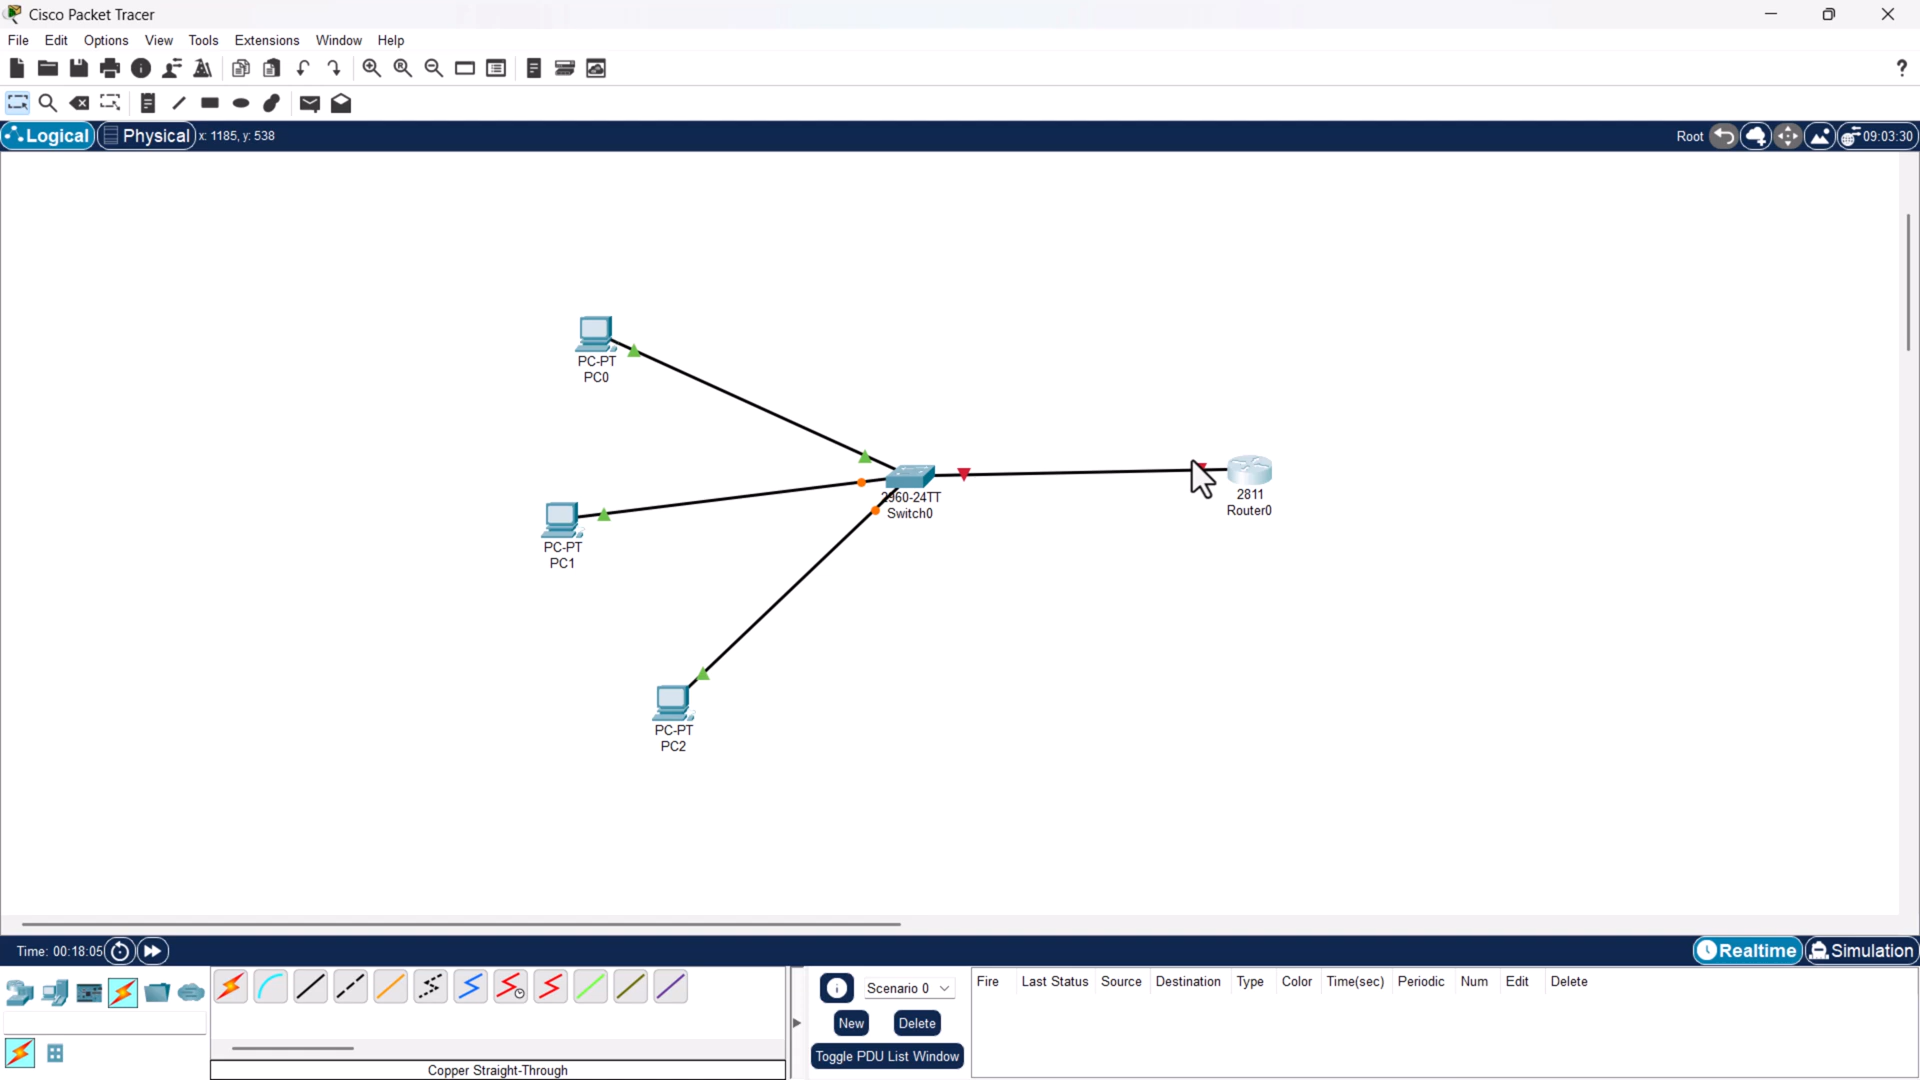 Cisco Packet Tracer
File Edit Options View Tools Extensions Window Help
?
Logical Physical x: 1185, y: 538 Root 09:03:30
PC-PT
PC0
2960-24TT
Switch0
2811
Router0
PC-PT
PC1
PC-PT
PC2
Time: 00:18:05 Realtime Simulation
Scenario 0
New Delete
Toggle PDU List Window
Fire Last Status Source Destination Type Color Time(sec) Periodic Num Edit Delete
Copper Straight-Through